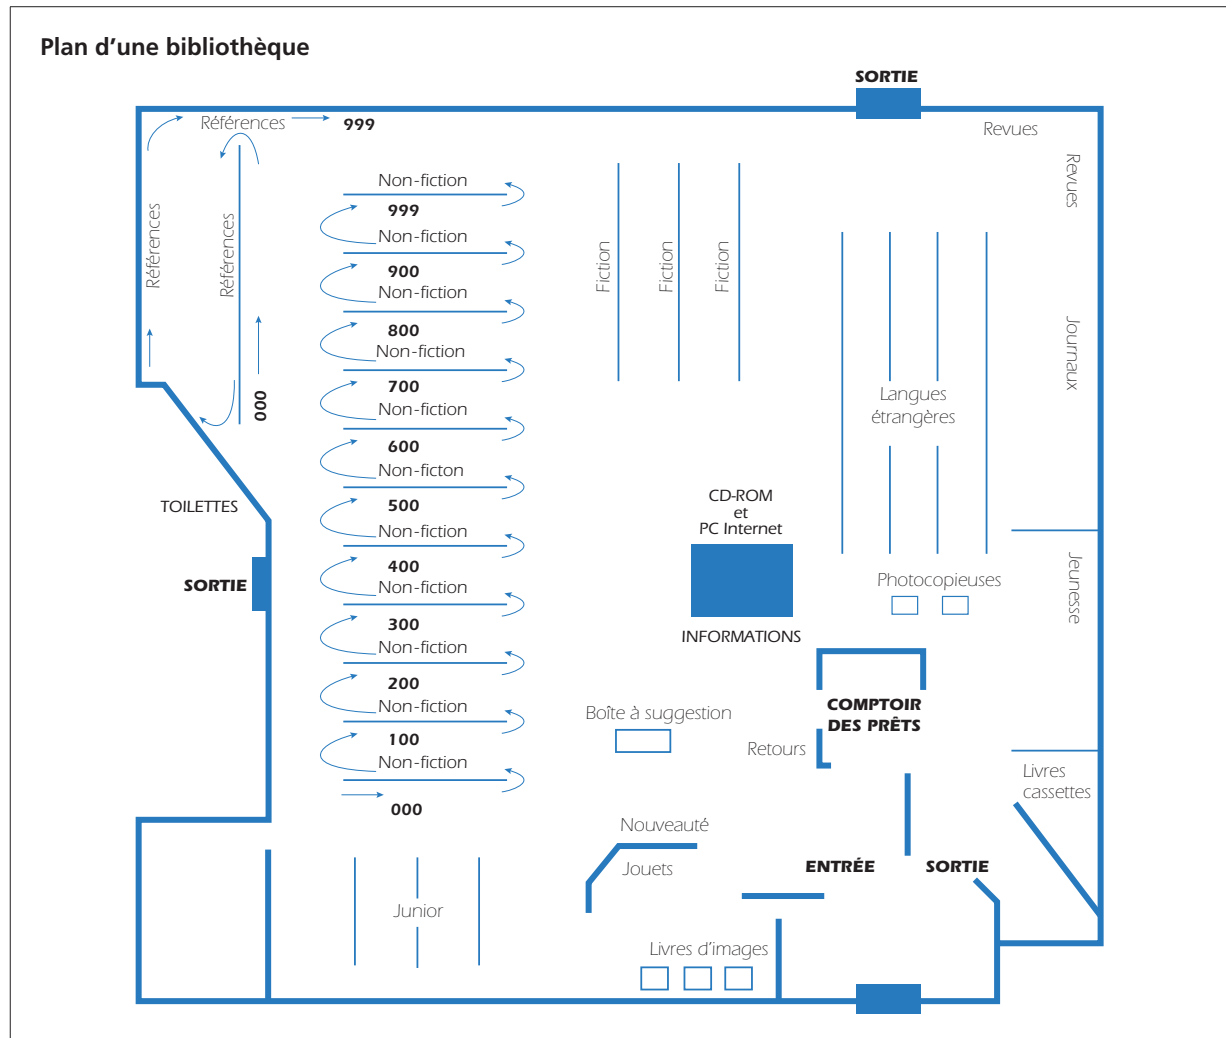 Plan d'une bibliothèque
SORTIE
Références
999
Revues
Revues
Références
Références
000
Non-fiction
999
Non-fiction
900
Non-fiction
800
Non-fiction
700
Non-fiction
600
Non-ficton
500
Non-fiction
400
Non-fiction
300
Non-fiction
200
Non-fiction
100
Non-fiction
000
Fiction
Fiction
Fiction
Journaux
Langues
étrangères
TOILETTES
SORTIE
CD-ROM
et
PC Internet
INFORMATIONS
Photocopieuses
Jeunesse
COMPTOIR
DES PRÊTS
Boîte à suggestion
Retours
Livres
cassettes
Nouveauté
Jouets
ENTRÉE
SORTIE
Junior
Livres d'images